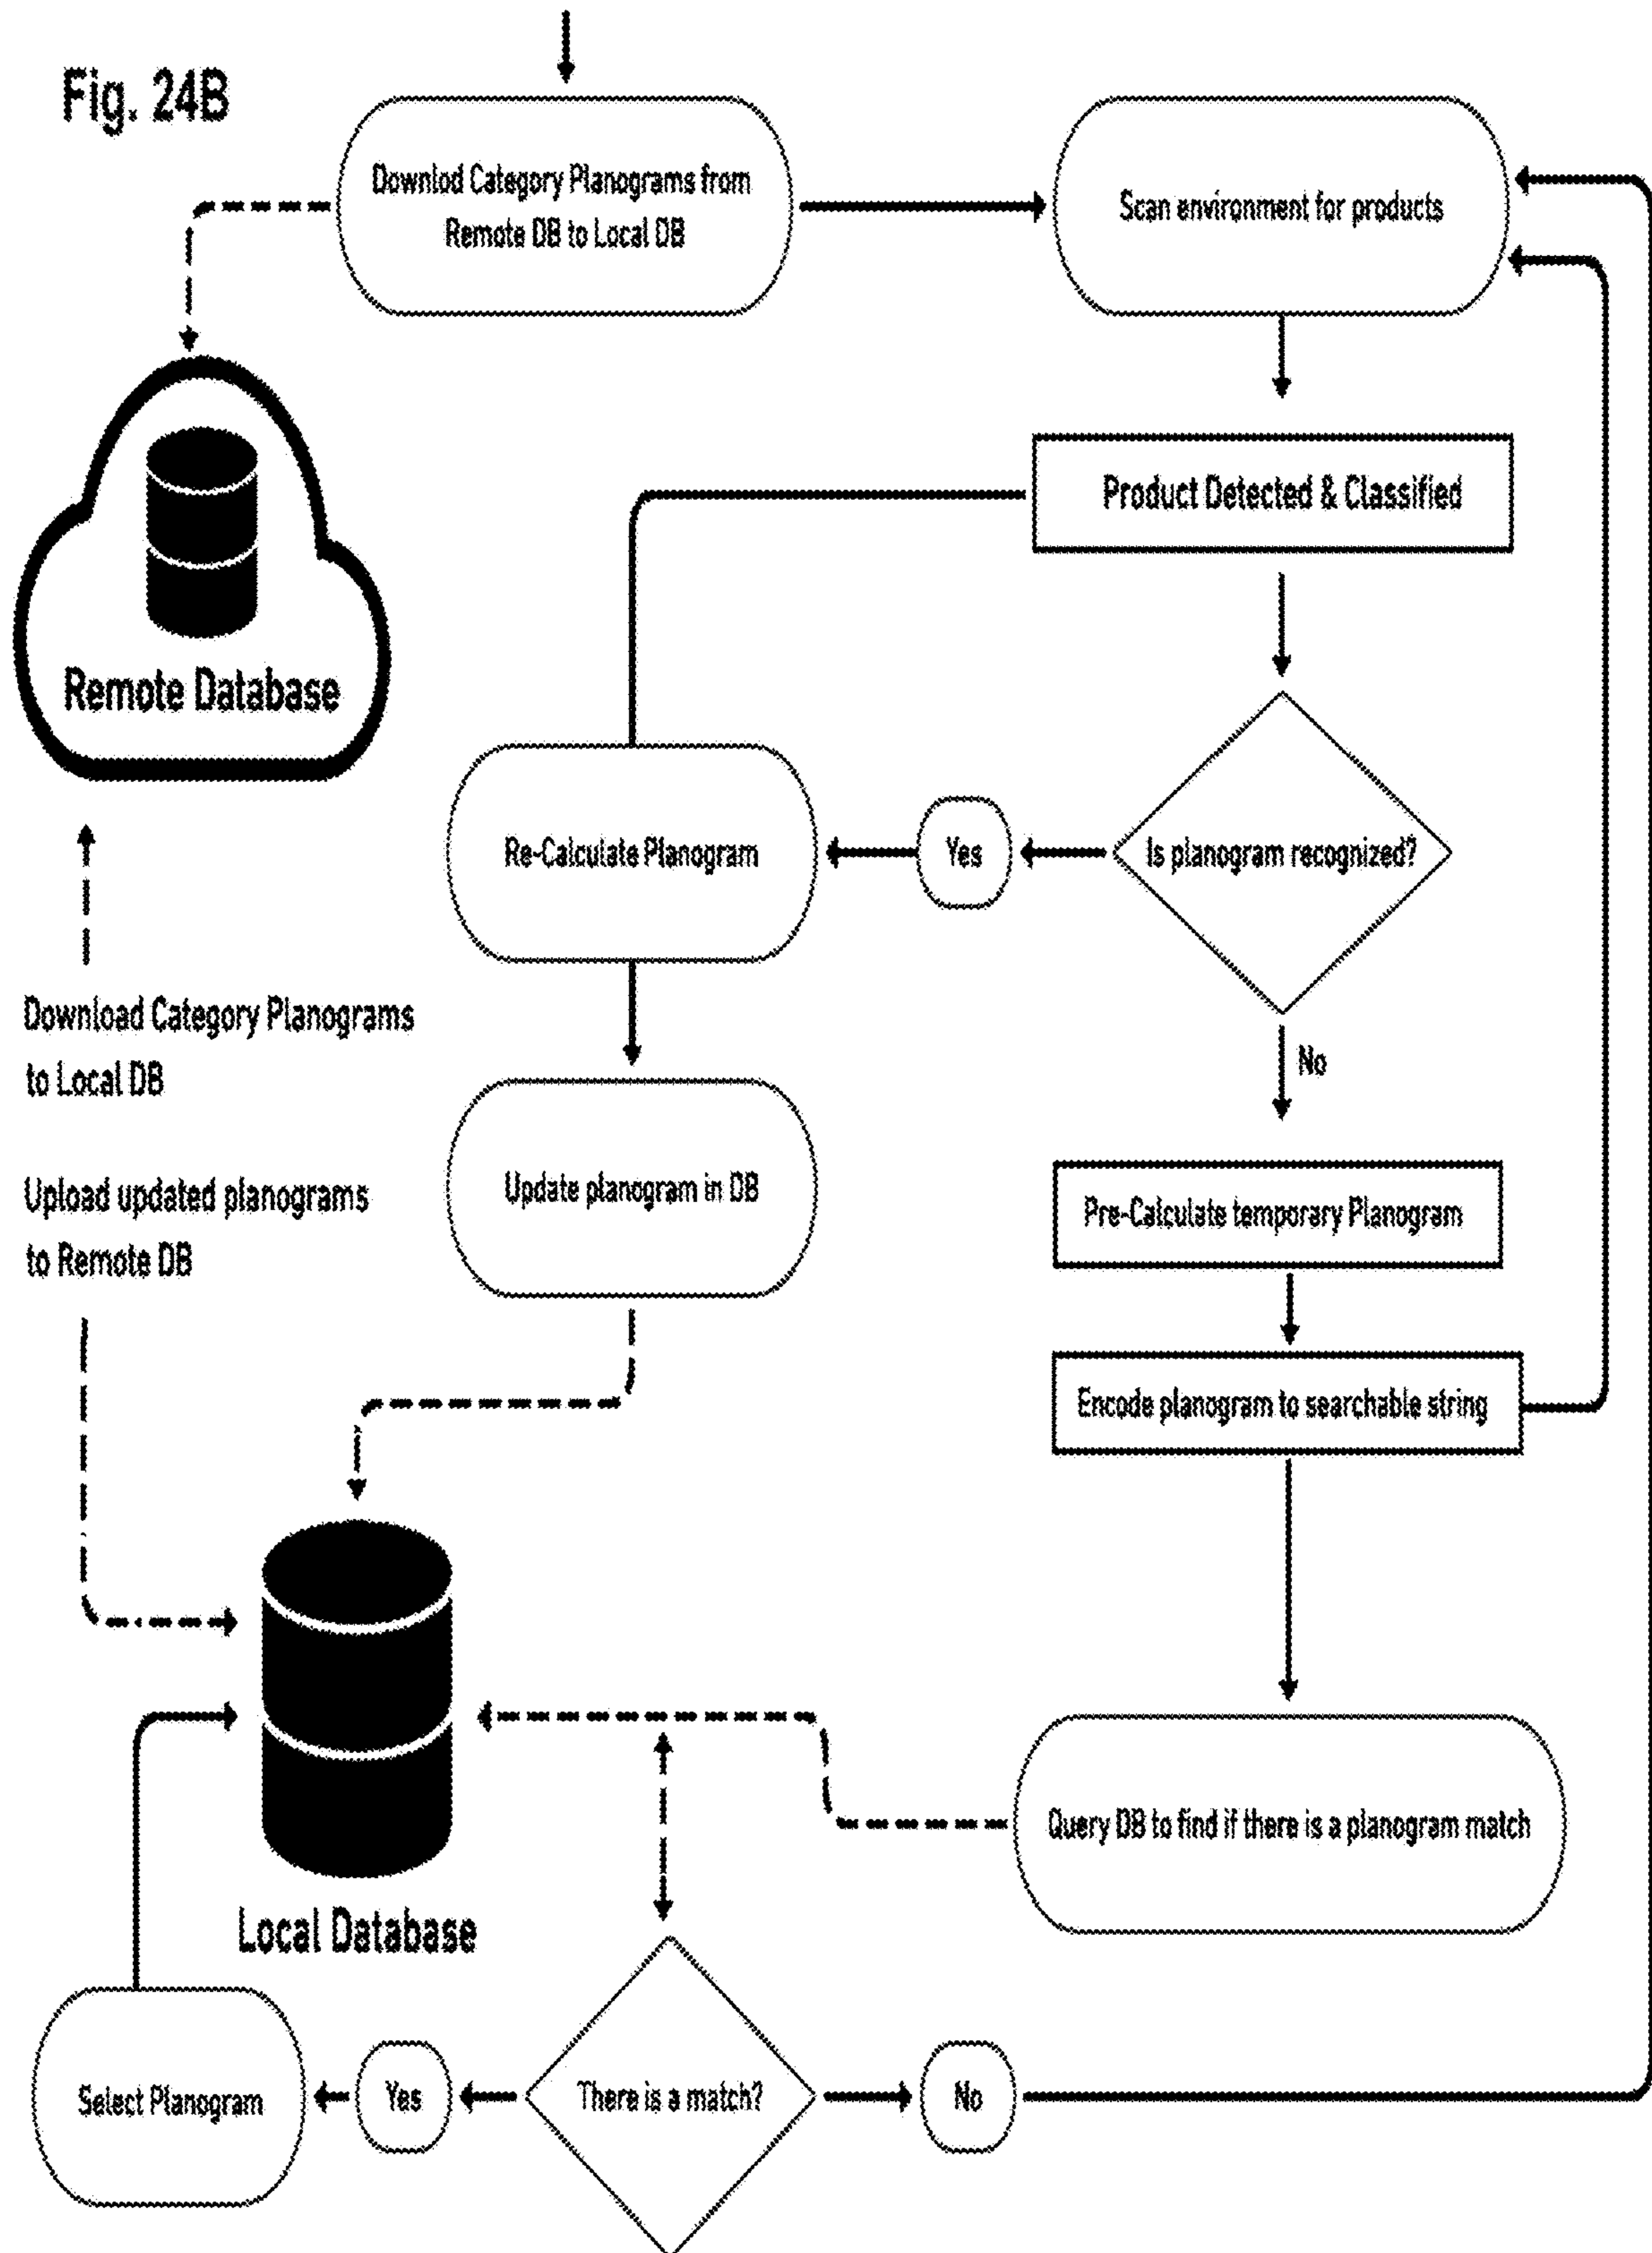 Fig. 24B
Downlod Category Planograms from
Remote DB to Local DB
Scan environment for products
Product Detected & Classified
Remote Database
Re-Calculate Planogram
Yes
Is planogram recognized?
Download Category Planograms
to Local DB
No
Upload updated planograms
to Remote DB
Update planogram in DB
Pre-Calculate temporary Planogram
Encode planogram to searchable string
Query DB to find if there is a planogram match
Local Database
Select Planogram
Yes
There is a match?
No